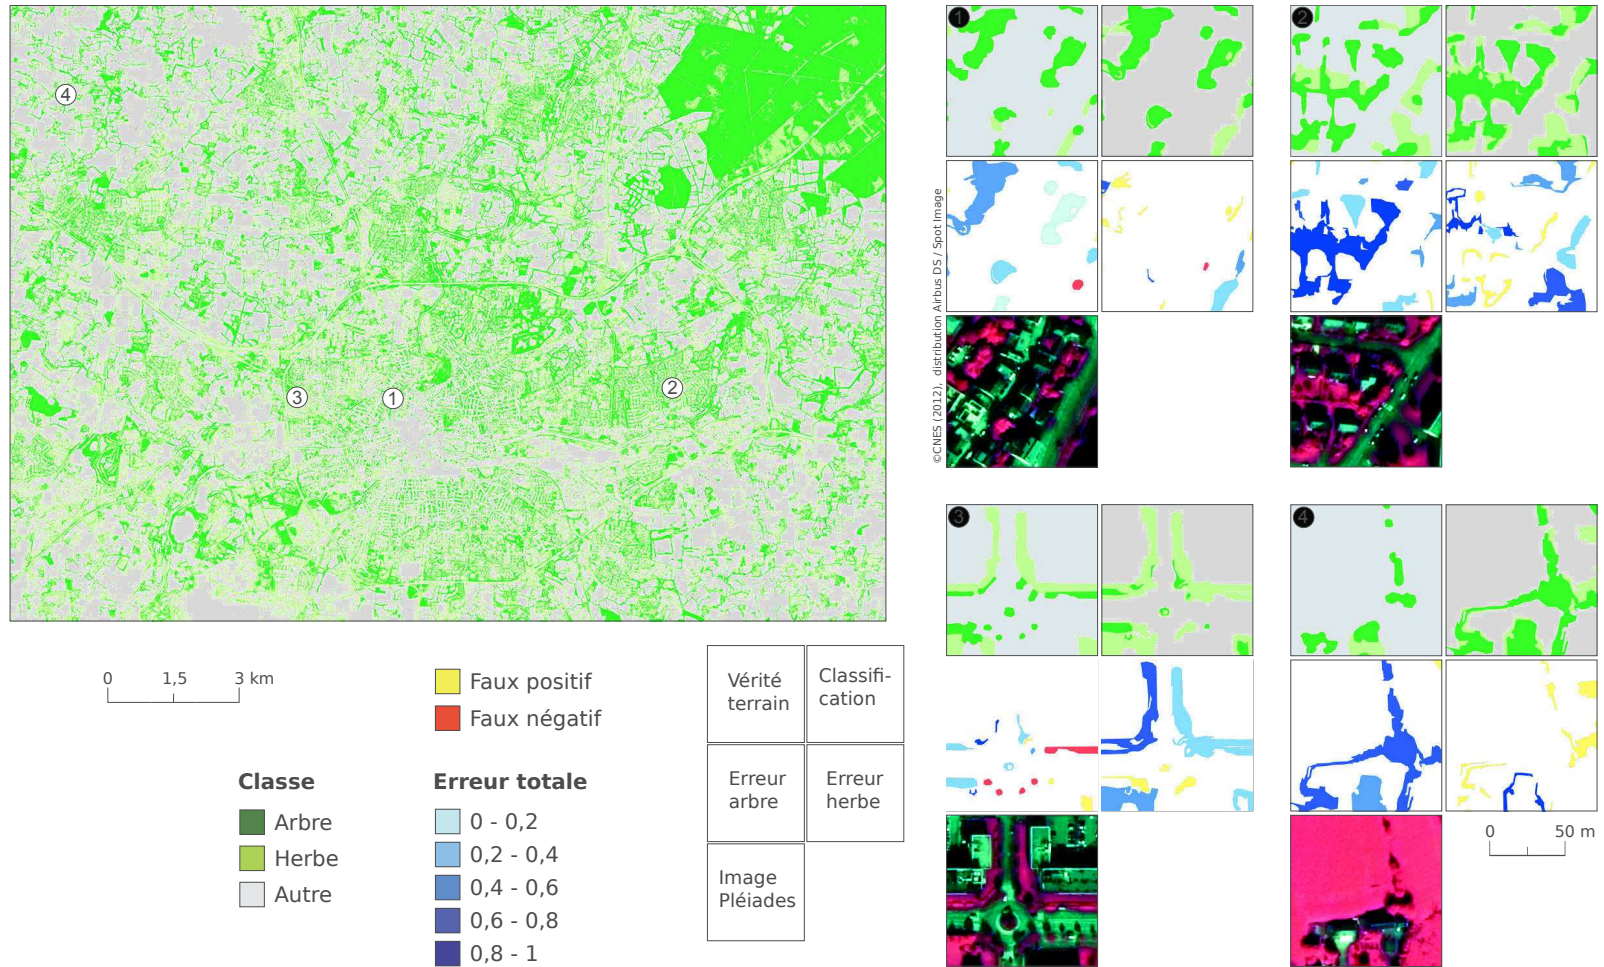 4
3
1
2
0 1,5 3 km
Classe
Arbre
Herbe
Autre
Faux positif
Faux négatif
Erreur totale
0 - 0,2
0,2 - 0,4
0,4 - 0,6
0,6 - 0,8
0,8 - 1
Vérité
terrain
Classifi-
cation
Erreur
arbre
Erreur
herbe
Image
Pléiades
©CNES (2012), distribution Airbus DS / Spot Image
1
2
3
4
0 50 m